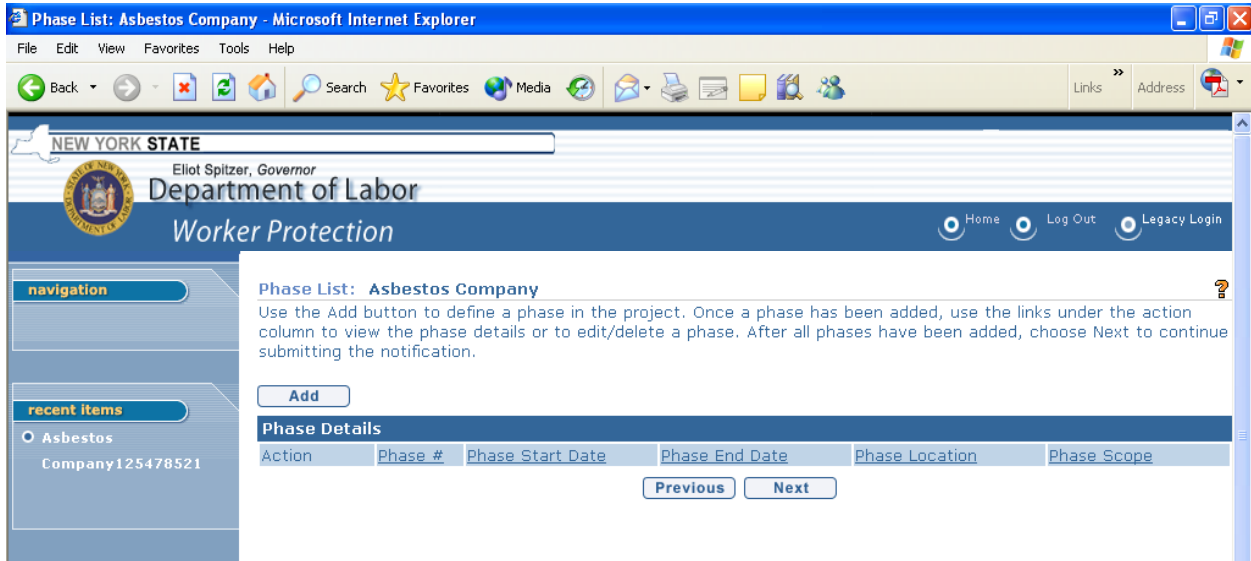 Phase List: Asbestos Company - Microsoft Internet Explorer
File Edit View Favorites Tools Help
Back Search Favorites Media Links » Address
NEW YORK STATE
Eliot Spitzer, Governor
Department of Labor
Worker Protection
Home Log Out Legacy Login
navigation
Phase List: Asbestos Company ?
Use the Add button to define a phase in the project. Once a phase has been added, use the links under the action
column to view the phase details or to edit/delete a phase. After all phases have been added, choose Next to continue
submitting the notification.
Add
recent items
Asbestos
Company125478521
Phase Details
Action Phase # Phase Start Date Phase End Date Phase Location Phase Scope
Previous Next